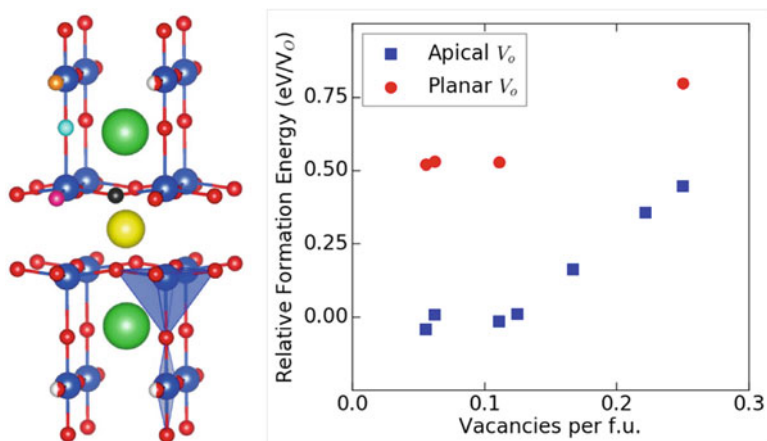 Relative Formation Energy (eV/V_O)
0.75
0.50
0.25
0.00
Apical V_o
Planar V_o
0.0
0.1
0.2
0.3
Vacancies per f.u.